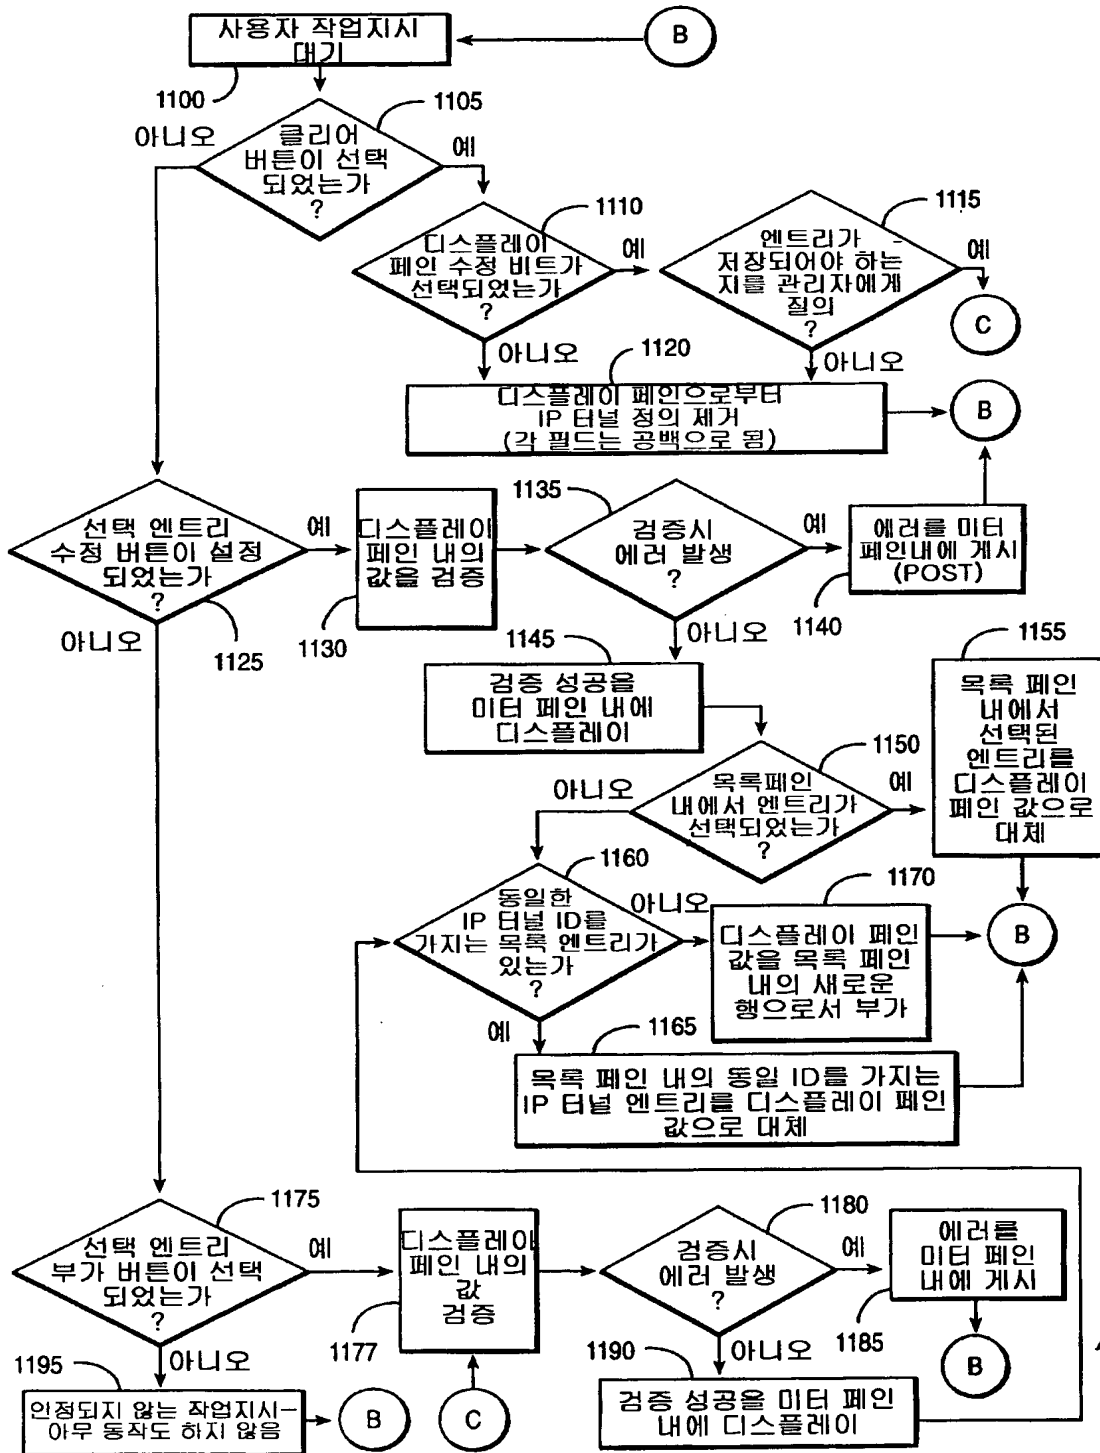 사용자 작업지시
대기
B
1100
1105
아니오
클리어
버튼이 선택
되었는가
?
예
1110
디스플레이
페인 수정 비트가
선택되었는가
?
예
1115
엔트리가
저장되어야 하는
지를 관리자에게
질의
?
예
C
아니오
아니오
1120
디스플레이 페인으로부터
IP 터널 정의 제거
(각 필드는 공백으로 됨)
B
선택 엔트리
수정 버튼이 설정
되었는가
?
예
1125
아니오
디스플레이
페인 내의
값을 검증
1130
1135
검증시
에러 발생
?
예
에러를 미터
페인내에 게시
(POST)
1140
아니오
1145
검증 성공을
미터 페인 내에
디스플레이
1150
목록페인
내에서 엔트리가
선택되었는가
?
예
아니오
1155
목록 페인
내에서
선택된
엔트리를
디스플레이
페인 값으로
대체
1160
동일한
IP 터널 ID를
가지는 목록 엔트리가
있는가
?
아니오
1170
디스플레이 페인
값을 목록 페인
내의 새로운
행으로서 부가
B
예
1165
목록 페인 내의 동일 ID를 가지는
IP 터널 엔트리를 디스플레이 페인
값으로 대체
1175
선택 엔트리
부가 버튼이 선택
되었는가
?
예
디스플레이
페인 내의
값
검증
1177
1180
검증시
에러 발생
?
예
에러를
미터 페인
내에 게시
1185
B
아니오
1195
인정되지 않는 작업지시-
아무 동작도 하지 않음
B
C
아니오
1190
검증 성공을 미터 페인
내에 디스플레이